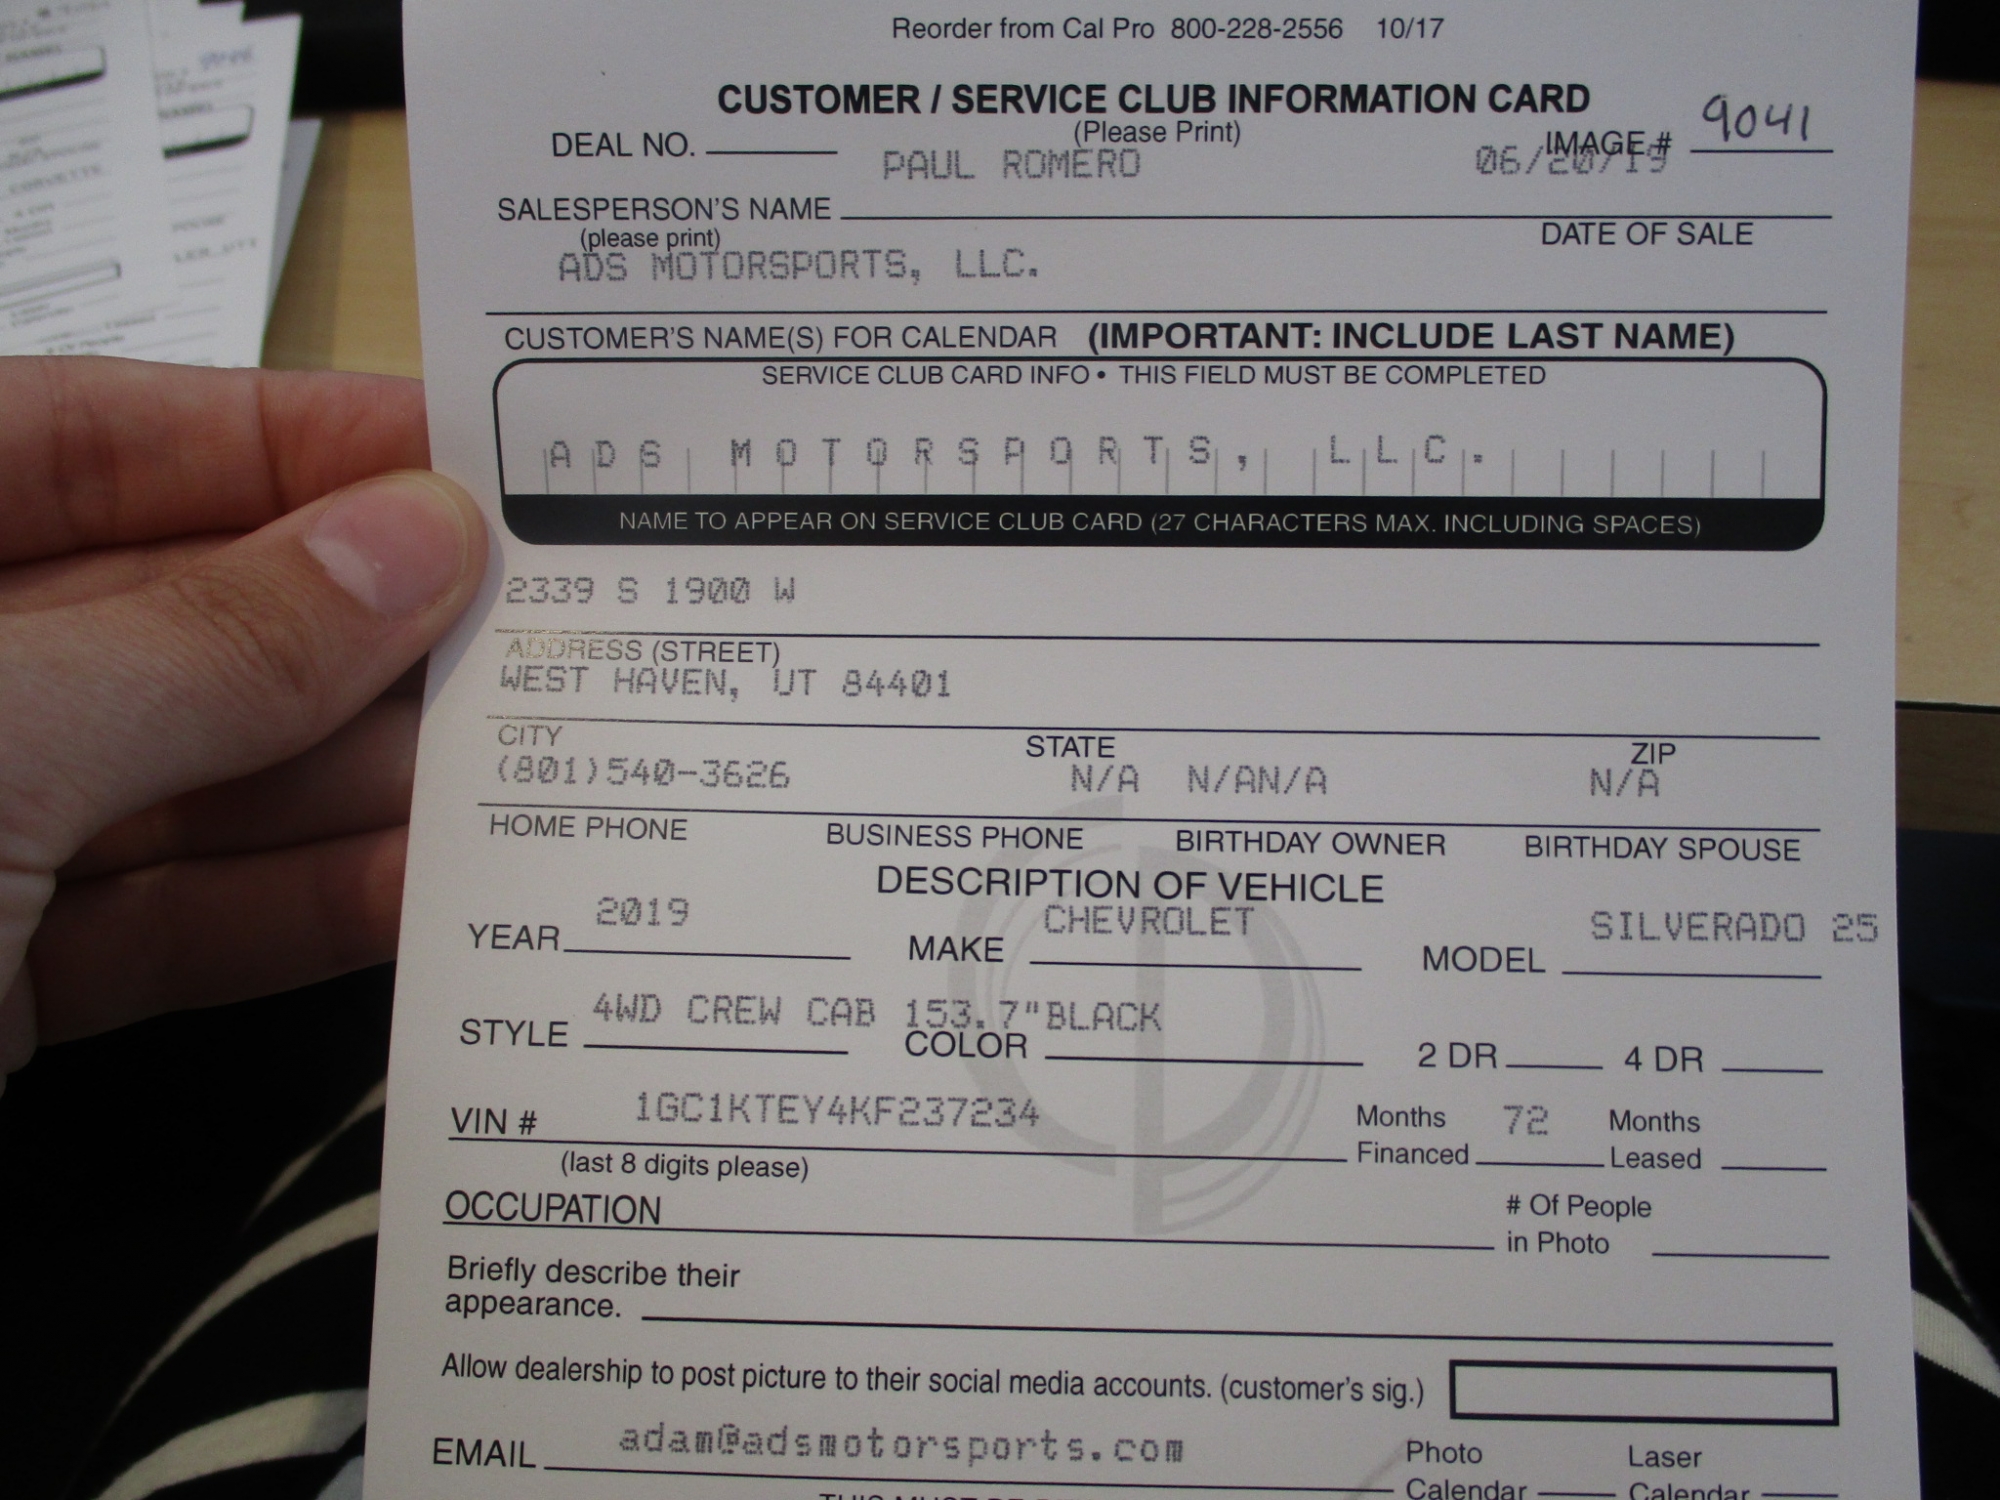 Reorder from Cal Pro 800-228-2556 10/17
CUSTOMER / SERVICE CLUB INFORMATION CARD
(Please Print)
DEAL NO. IMAGE # 9041
PAUL ROMERO 06/20/19
SALESPERSON'S NAME
(please print) DATE OF SALE
ADS MOTORSPORTS, LLC.
CUSTOMER'S NAME(S) FOR CALENDAR (IMPORTANT: INCLUDE LAST NAME)
SERVICE CLUB CARD INFO • THIS FIELD MUST BE COMPLETED
ADS MOTORSPORTS, LLC.
NAME TO APPEAR ON SERVICE CLUB CARD (27 CHARACTERS MAX. INCLUDING SPACES)
2339 S 1900 W
ADDRESS (STREET)
WEST HAVEN, UT 84401
CITY STATE ZIP
(801)540-3626 N/A N/AN/A N/A
HOME PHONE BUSINESS PHONE BIRTHDAY OWNER BIRTHDAY SPOUSE
DESCRIPTION OF VEHICLE
YEAR 2019 MAKE CHEVROLET MODEL SILVERADO 25
STYLE 4WD CREW CAB 153.7"BLACK
COLOR 2 DR 4 DR
VIN # 1GC1KTEY4KF237234 Months Financed 72 Months Leased
(last 8 digits please)
OCCUPATION # Of People in Photo
Briefly describe their
appearance.
Allow dealership to post picture to their social media accounts. (customer's sig.)
EMAIL adam@adsmotorsports.com Photo Calendar Laser Calendar